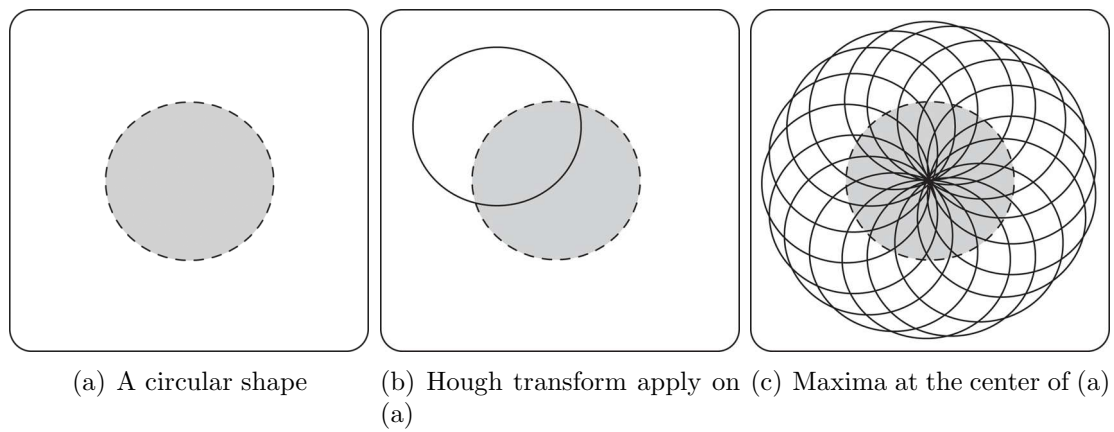 (a) A circular shape
(b) Hough transform apply on
(a)
(c) Maxima at the center of (a)